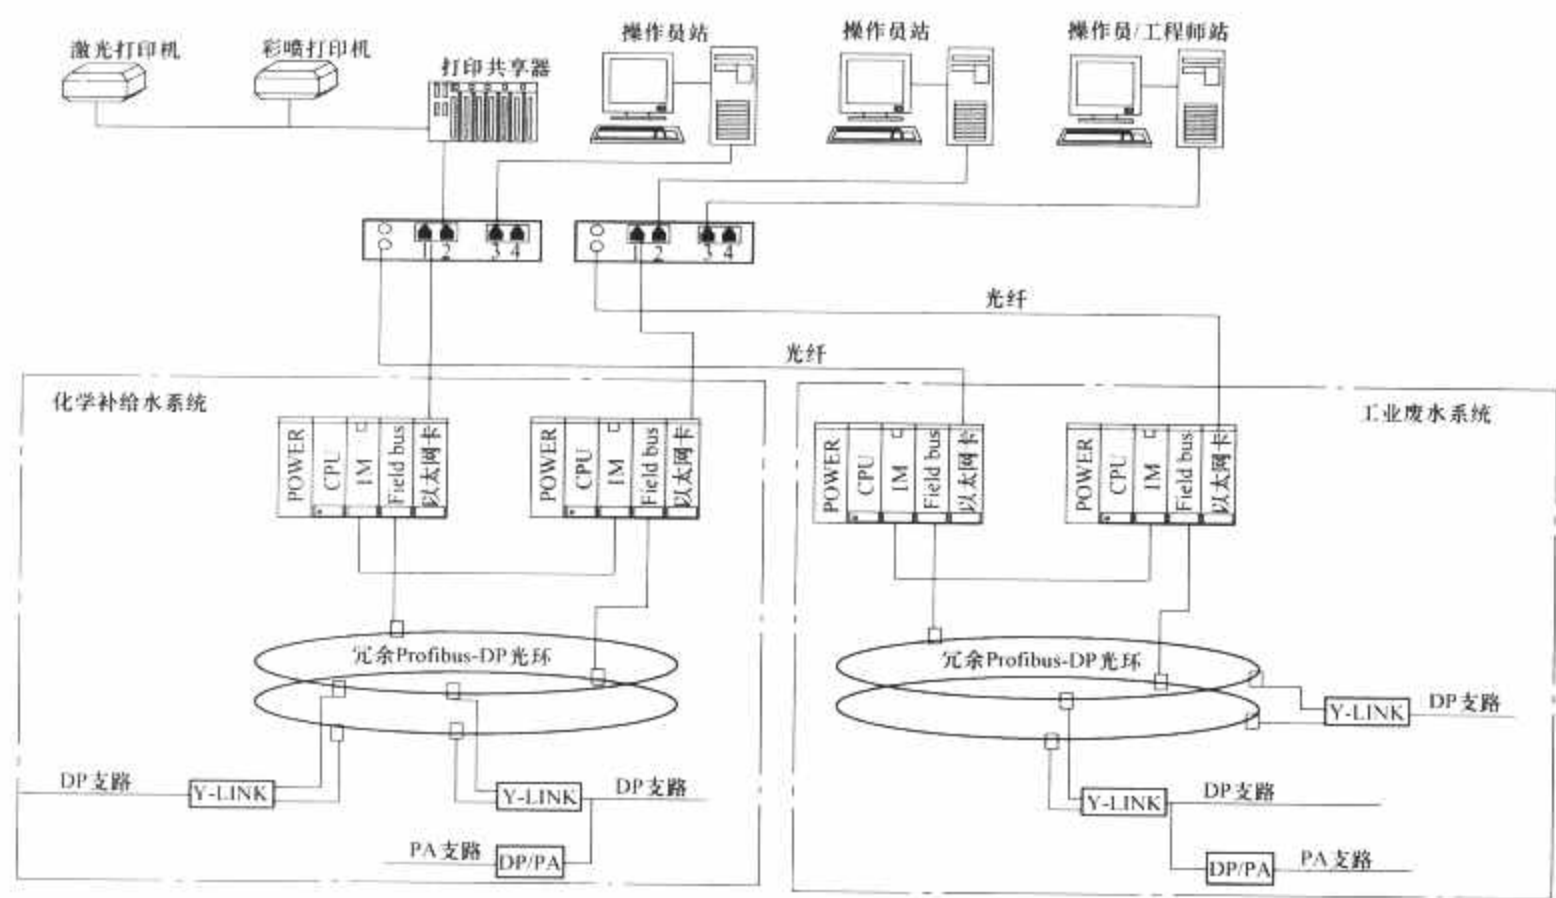 激光打印机
彩喷打印机
打印共享器
操作员站
操作员站
操作员/工程师站
1 2 3 4
1 2 3 4
光纤
光纤
化学补给水系统
POWER CPU IM Field bus 以太网卡
POWER CPU IM Field bus 以太网卡
冗余Profibus-DP光环
DP支路
Y-LINK
Y-LINK
DP支路
PA支路
DP/PA
工业废水系统
POWER CPU IM Field bus 以太网卡
POWER CPU IM Field bus 以太网卡
冗余Profibus-DP光环
Y-LINK
DP支路
Y-LINK
DP支路
DP/PA
PA支路